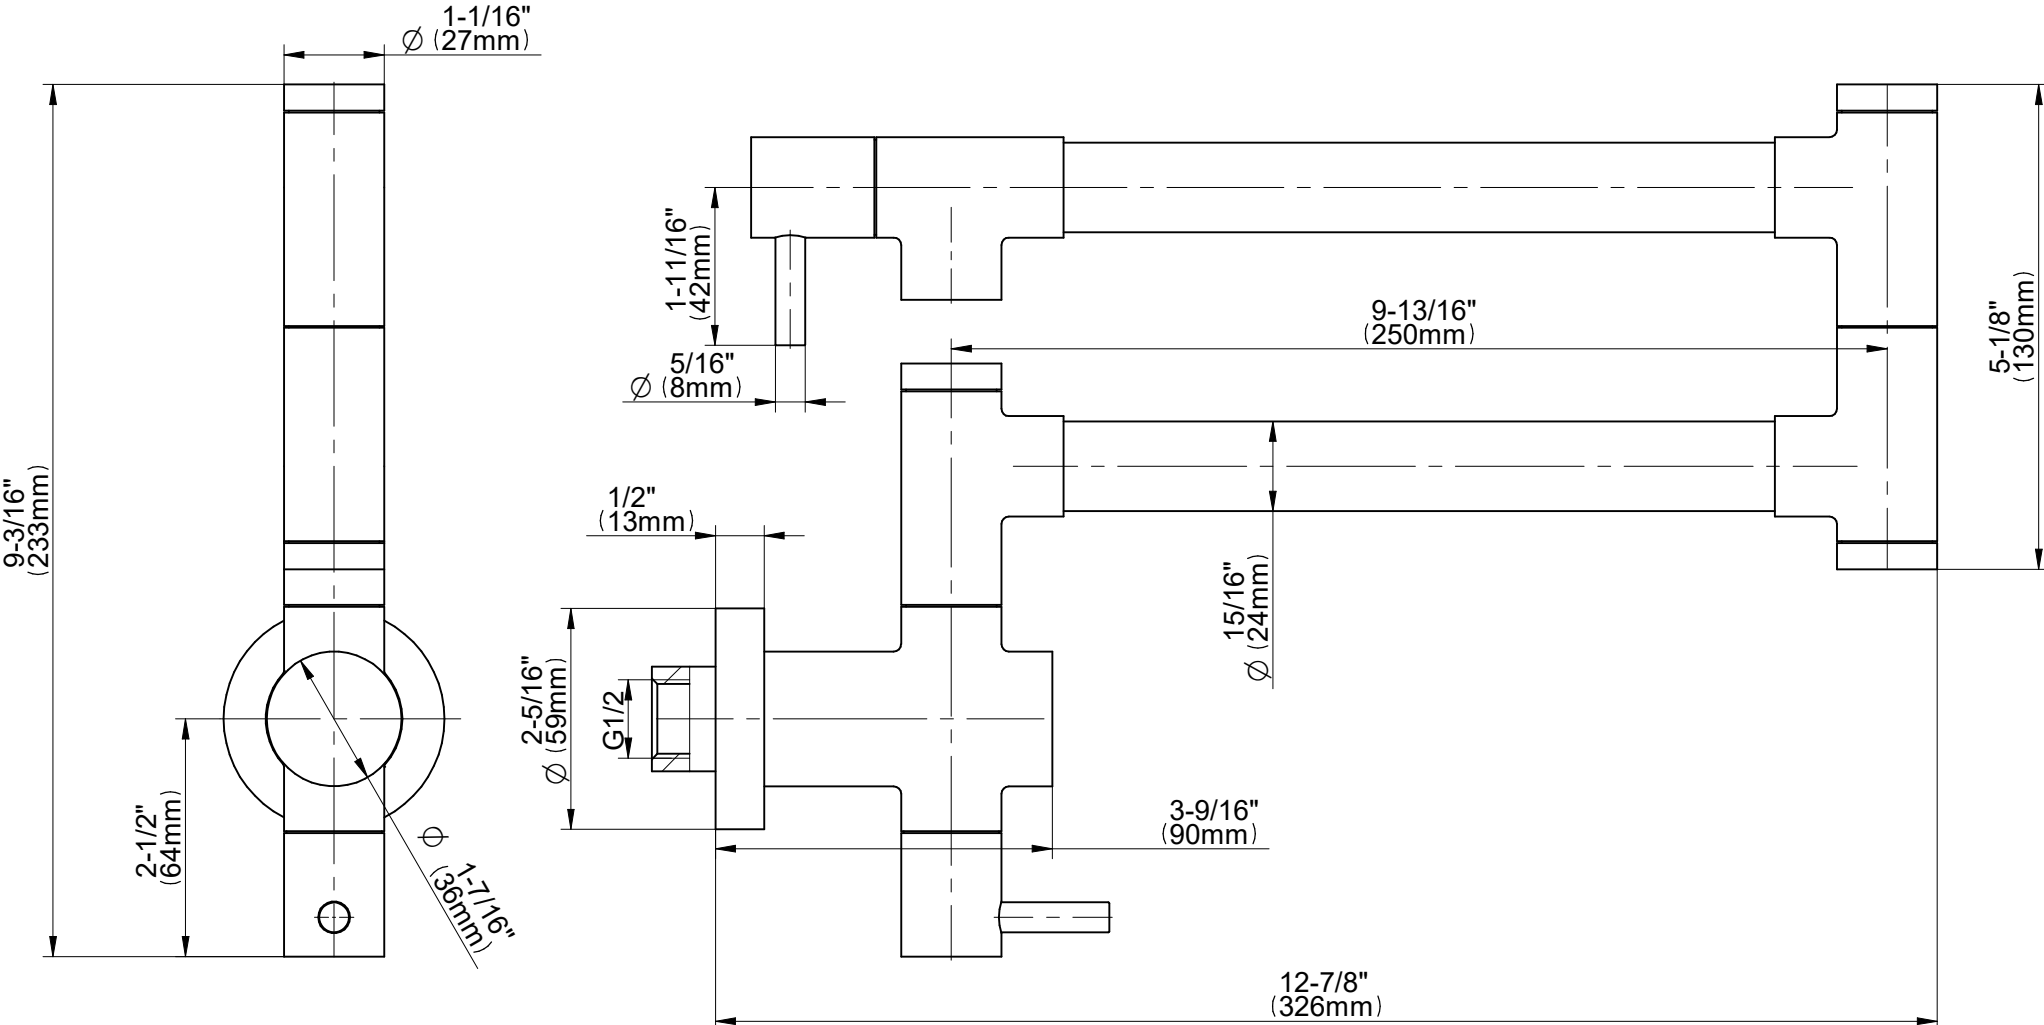 1-1/16"
Ø (27mm)
1-11/16"
(42mm)
9-13/16"
(250mm)
5-1/8"
(130mm)
5/16"
Ø (8mm)
9-3/16"
(233mm)
1/2"
(13mm)
15/16"
Ø (24mm)
2-5/16"
Ø (59mm)
G1/2
2-1/2"
(64mm)
Ø 1-7/16"
(36mm)
3-9/16"
(90mm)
12-7/8"
(326mm)